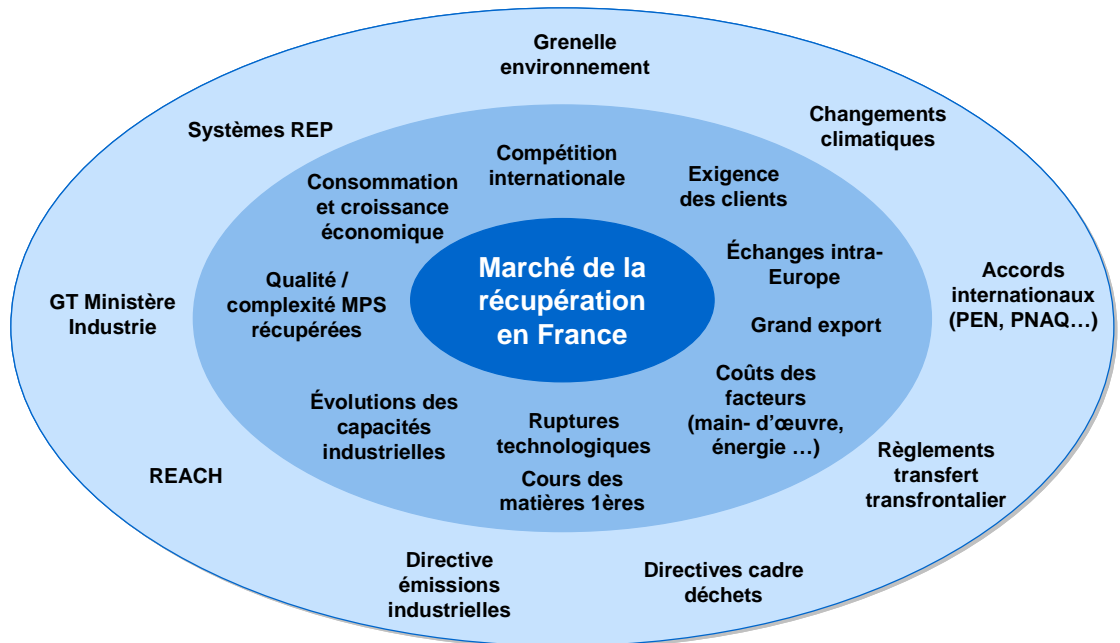 Grenelle
environnement
Systèmes REP
Changements
climatiques
Compétition
internationale
Exigence
des clients
Consommation
et croissance
économique
Marché de la
récupération
en France
Échanges intra-
Europe
Accords
internationaux
(PEN, PNAQ…)
GT Ministère
Industrie
Qualité /
complexité MPS
récupérées
Grand export
Coûts des
facteurs
(main- d’œuvre,
énergie …)
Évolutions des
capacités
industrielles
Ruptures
technologiques
Règlements
transfert
transfrontalier
REACH
Cours des
matières 1ères
Directive
émissions
industrielles
Directives cadre
déchets